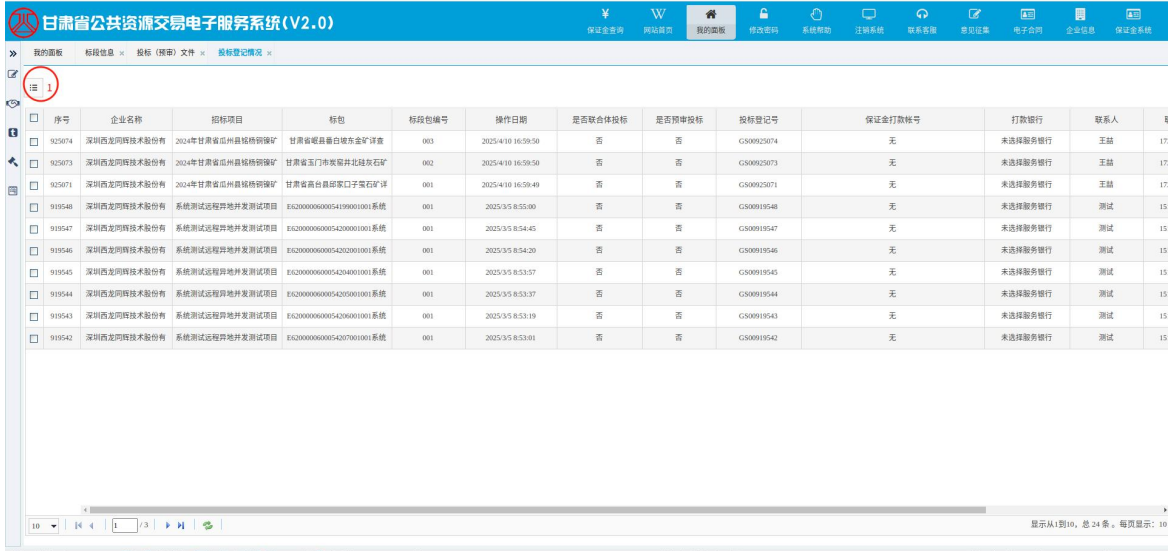 甘肃省公共资源交易电子服务系统(V2.0)
保证金查询 网站首页 我的面板 修改密码 系统帮助 注销系统 联系客服 意见征集 电子合同 企业信息 保证金系统
我的面板 标段信息 × 投标（预审）文件 × 投标登记情况 ×
1
序号 企业名称 招标项目 标包 标段包编号 操作日期 是否联合体投标 是否预审投标 投标登记号 保证金打款帐号 打款银行 联系人
925074 深圳西龙同辉技术股份有 2024年甘肃省瓜州县铭杨铜镍矿 甘肃省岷县番白坡东金矿详查 003 2025/4/10 16:59:50 否 否 GS00925074 无 未选择服务银行 王喆 17
925073 深圳西龙同辉技术股份有 2024年甘肃省瓜州县铭杨铜镍矿 甘肃省玉门市炭窑井北硅灰石矿 002 2025/4/10 16:59:50 否 否 GS00925073 无 未选择服务银行 王喆 17
925071 深圳西龙同辉技术股份有 2024年甘肃省瓜州县铭杨铜镍矿 甘肃省高台县邱家口子萤石矿详 001 2025/4/10 16:59:49 否 否 GS00925071 无 未选择服务银行 王喆 17
919548 深圳西龙同辉技术股份有 系统测试远程异地并发测试项目 E6200000600054199001001系统 001 2025/3/5 8:55:00 否 否 GS00919548 无 未选择服务银行 测试 15
919547 深圳西龙同辉技术股份有 系统测试远程异地并发测试项目 E6200000600054200001001系统 001 2025/3/5 8:54:45 否 否 GS00919547 无 未选择服务银行 测试 15
919546 深圳西龙同辉技术股份有 系统测试远程异地并发测试项目 E6200000600054202001001系统 001 2025/3/5 8:54:20 否 否 GS00919546 无 未选择服务银行 测试 15
919545 深圳西龙同辉技术股份有 系统测试远程异地并发测试项目 E6200000600054204001001系统 001 2025/3/5 8:53:57 否 否 GS00919545 无 未选择服务银行 测试 15
919544 深圳西龙同辉技术股份有 系统测试远程异地并发测试项目 E6200000600054205001001系统 001 2025/3/5 8:53:37 否 否 GS00919544 无 未选择服务银行 测试 15
919543 深圳西龙同辉技术股份有 系统测试远程异地并发测试项目 E6200000600054206001001系统 001 2025/3/5 8:53:19 否 否 GS00919543 无 未选择服务银行 测试 15
919542 深圳西龙同辉技术股份有 系统测试远程异地并发测试项目 E6200000600054207001001系统 001 2025/3/5 8:53:01 否 否 GS00919542 无 未选择服务银行 测试 15
10 1 /3 显示从1到10，总 24 条 。每页显示：10